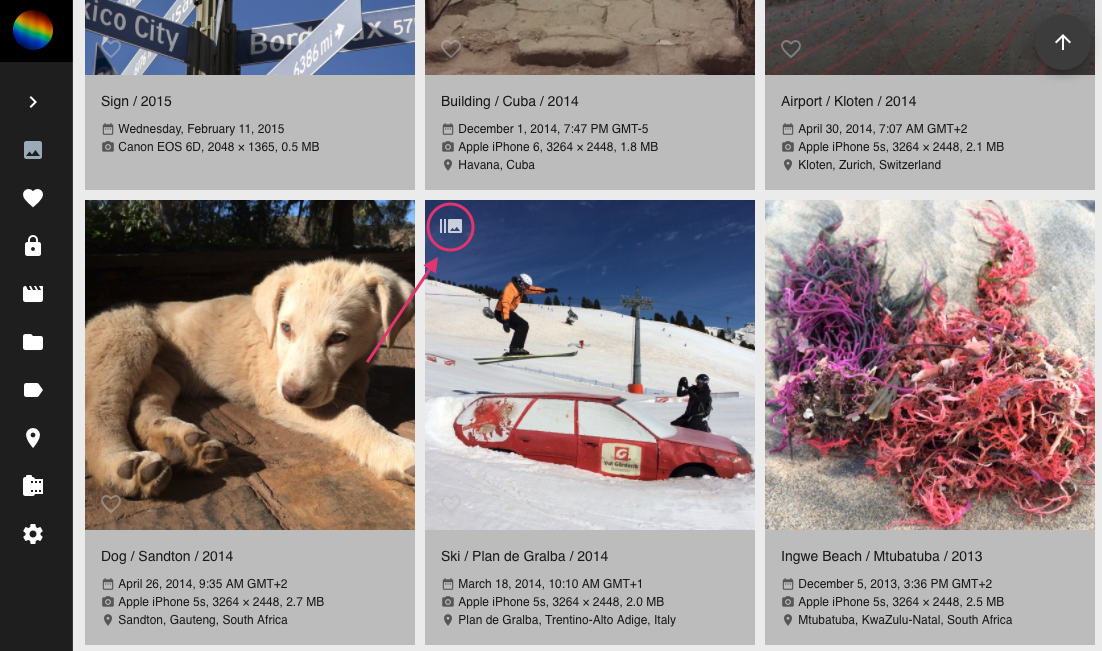 xico City
Bordeaux 57
6386 mi
Sign / 2015
Wednesday, February 11, 2015
Canon EOS 6D, 2048 × 1365, 0.5 MB
Building / Cuba / 2014
December 1, 2014, 7:47 PM GMT-5
Apple iPhone 6, 3264 × 2448, 1.8 MB
Havana, Cuba
Airport / Kloten / 2014
April 30, 2014, 7:07 AM GMT+2
Apple iPhone 5s, 3264 × 2448, 2.1 MB
Kloten, Zurich, Switzerland
Dog / Sandton / 2014
April 26, 2014, 9:35 AM GMT+2
Apple iPhone 5s, 3264 × 2448, 2.7 MB
Sandton, Gauteng, South Africa
Ski / Plan de Gralba / 2014
March 18, 2014, 10:10 AM GMT+1
Apple iPhone 5s, 3264 × 2448, 2.0 MB
Plan de Gralba, Trentino-Alto Adige, Italy
Ingwe Beach / Mtubatuba / 2013
December 5, 2013, 3:36 PM GMT+2
Apple iPhone 5s, 3264 × 2448, 2.5 MB
Mtubatuba, KwaZulu-Natal, South Africa